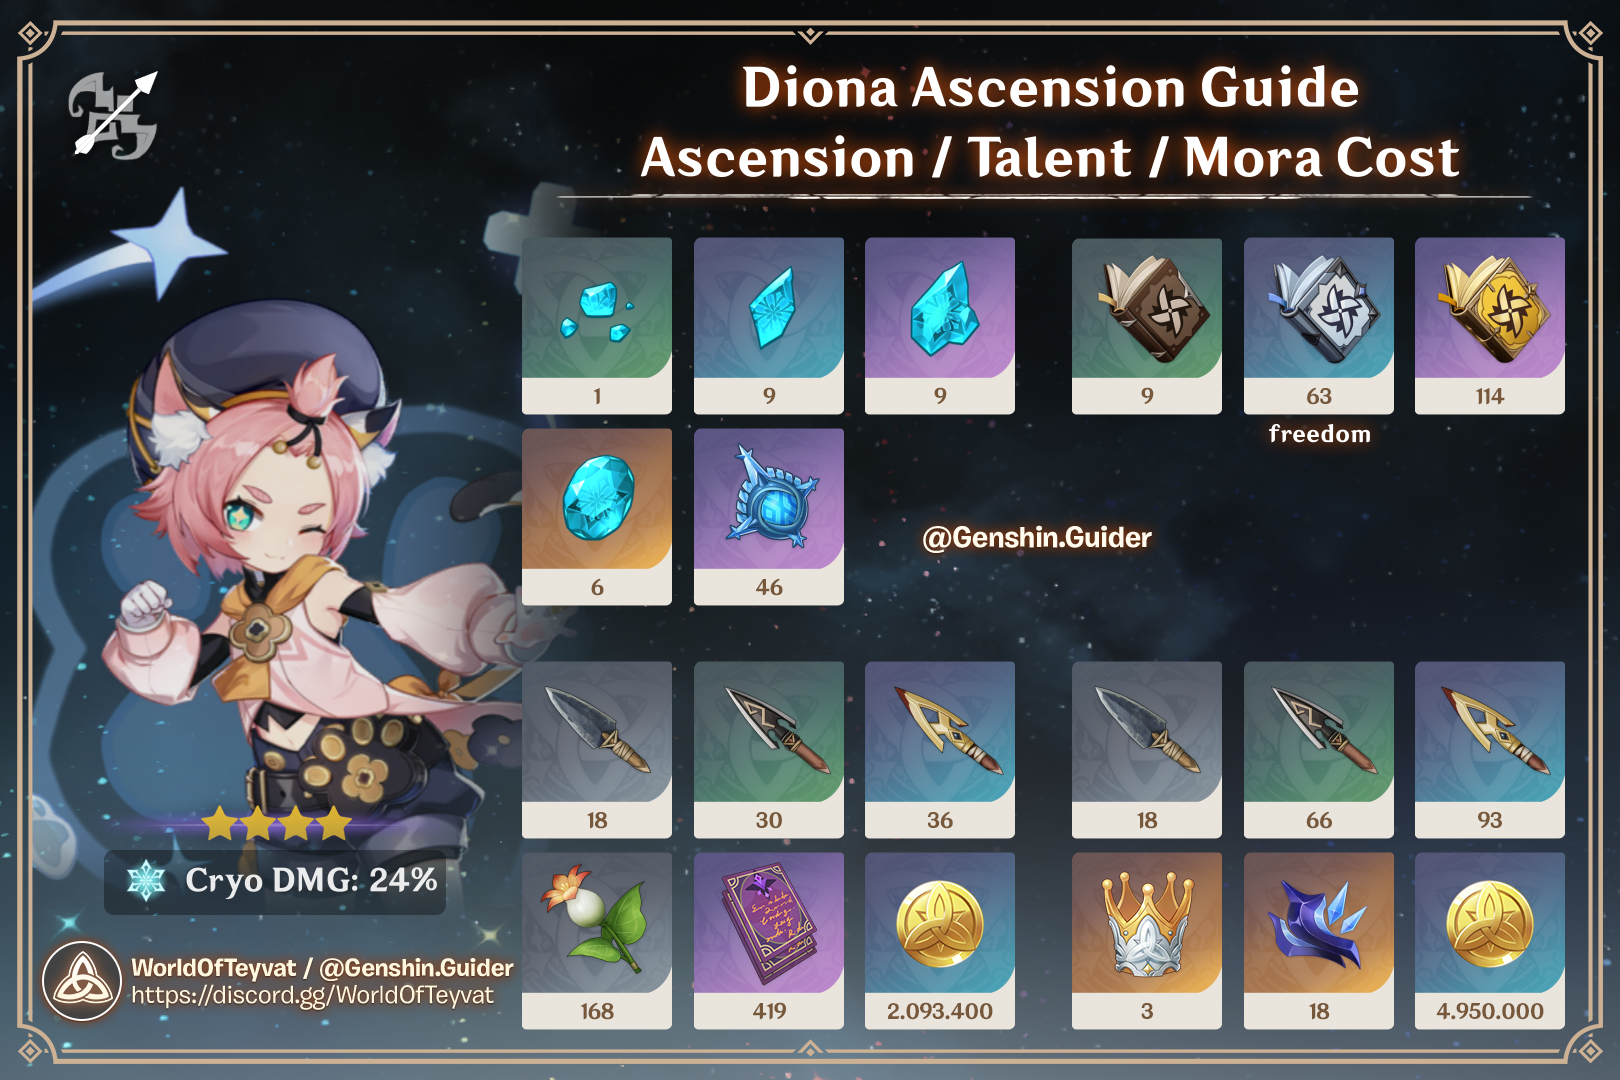 Diona Ascension Guide
Ascension / Talent / Mora Cost
1
9
9
9
63
114
freedom
6
46
@Genshin.Guider
18
30
36
18
66
93
168
419
2.093.400
3
18
4.950.000
Cryo DMG: 24%
WorldOfTeyvat / @Genshin.Guider
https://discord.gg/WorldOfTeyvat